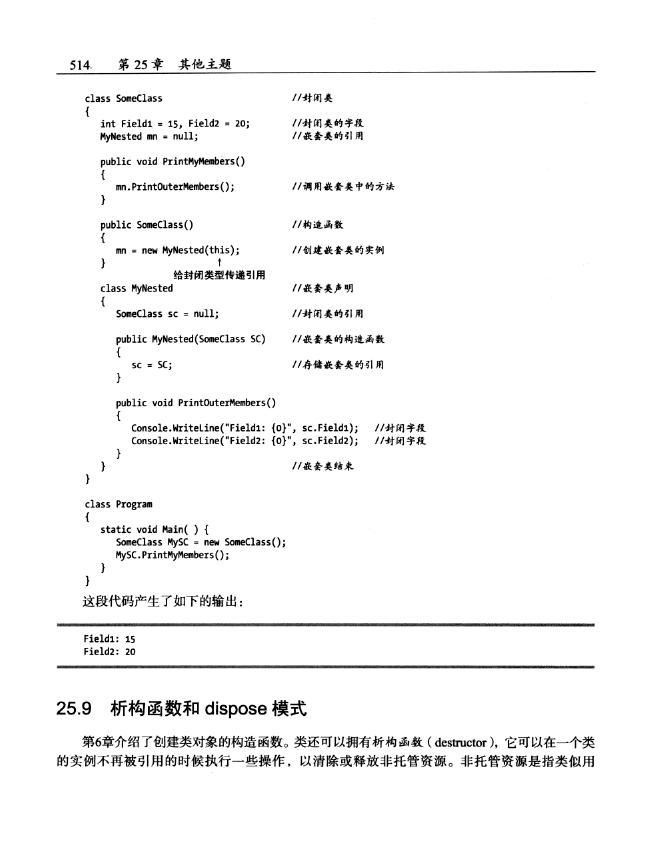 514 第 25 章 其他主题
class SomeClass //封闭类
{
int Field1 = 15, Field2 = 20; //封闭类的字段
MyNested mn = null; //嵌套类的引用
public void PrintMyMembers()
{
mn.PrintOuterMembers(); //调用嵌套类中的方法
}
public SomeClass() //构造函数
{
mn = new MyNested(this); //创建嵌套类的实例
} ↑
给封闭类型传递引用
class MyNested //嵌套类声明
{
SomeClass sc = null; //封闭类的引用
public MyNested(SomeClass SC) //嵌套类的构造函数
{
sc = SC; //存储嵌套类的引用
}
public void PrintOuterMembers()
{
Console.WriteLine("Field1: {0}", sc.Field1); //封闭字段
Console.WriteLine("Field2: {0}", sc.Field2); //封闭字段
}
} //嵌套类结束
}
class Program
{
static void Main( ) {
SomeClass MySC = new SomeClass();
MySC.PrintMyMembers();
}
}
这段代码产生了如下的输出：
Field1: 15
Field2: 20
25.9 析构函数和 dispose 模式
第6章介绍了创建类对象的构造函数。类还可以拥有析构函数（destructor），它可以在一个类
的实例不再被引用的时候执行一些操作，以清除或释放非托管资源。非托管资源是指类似用